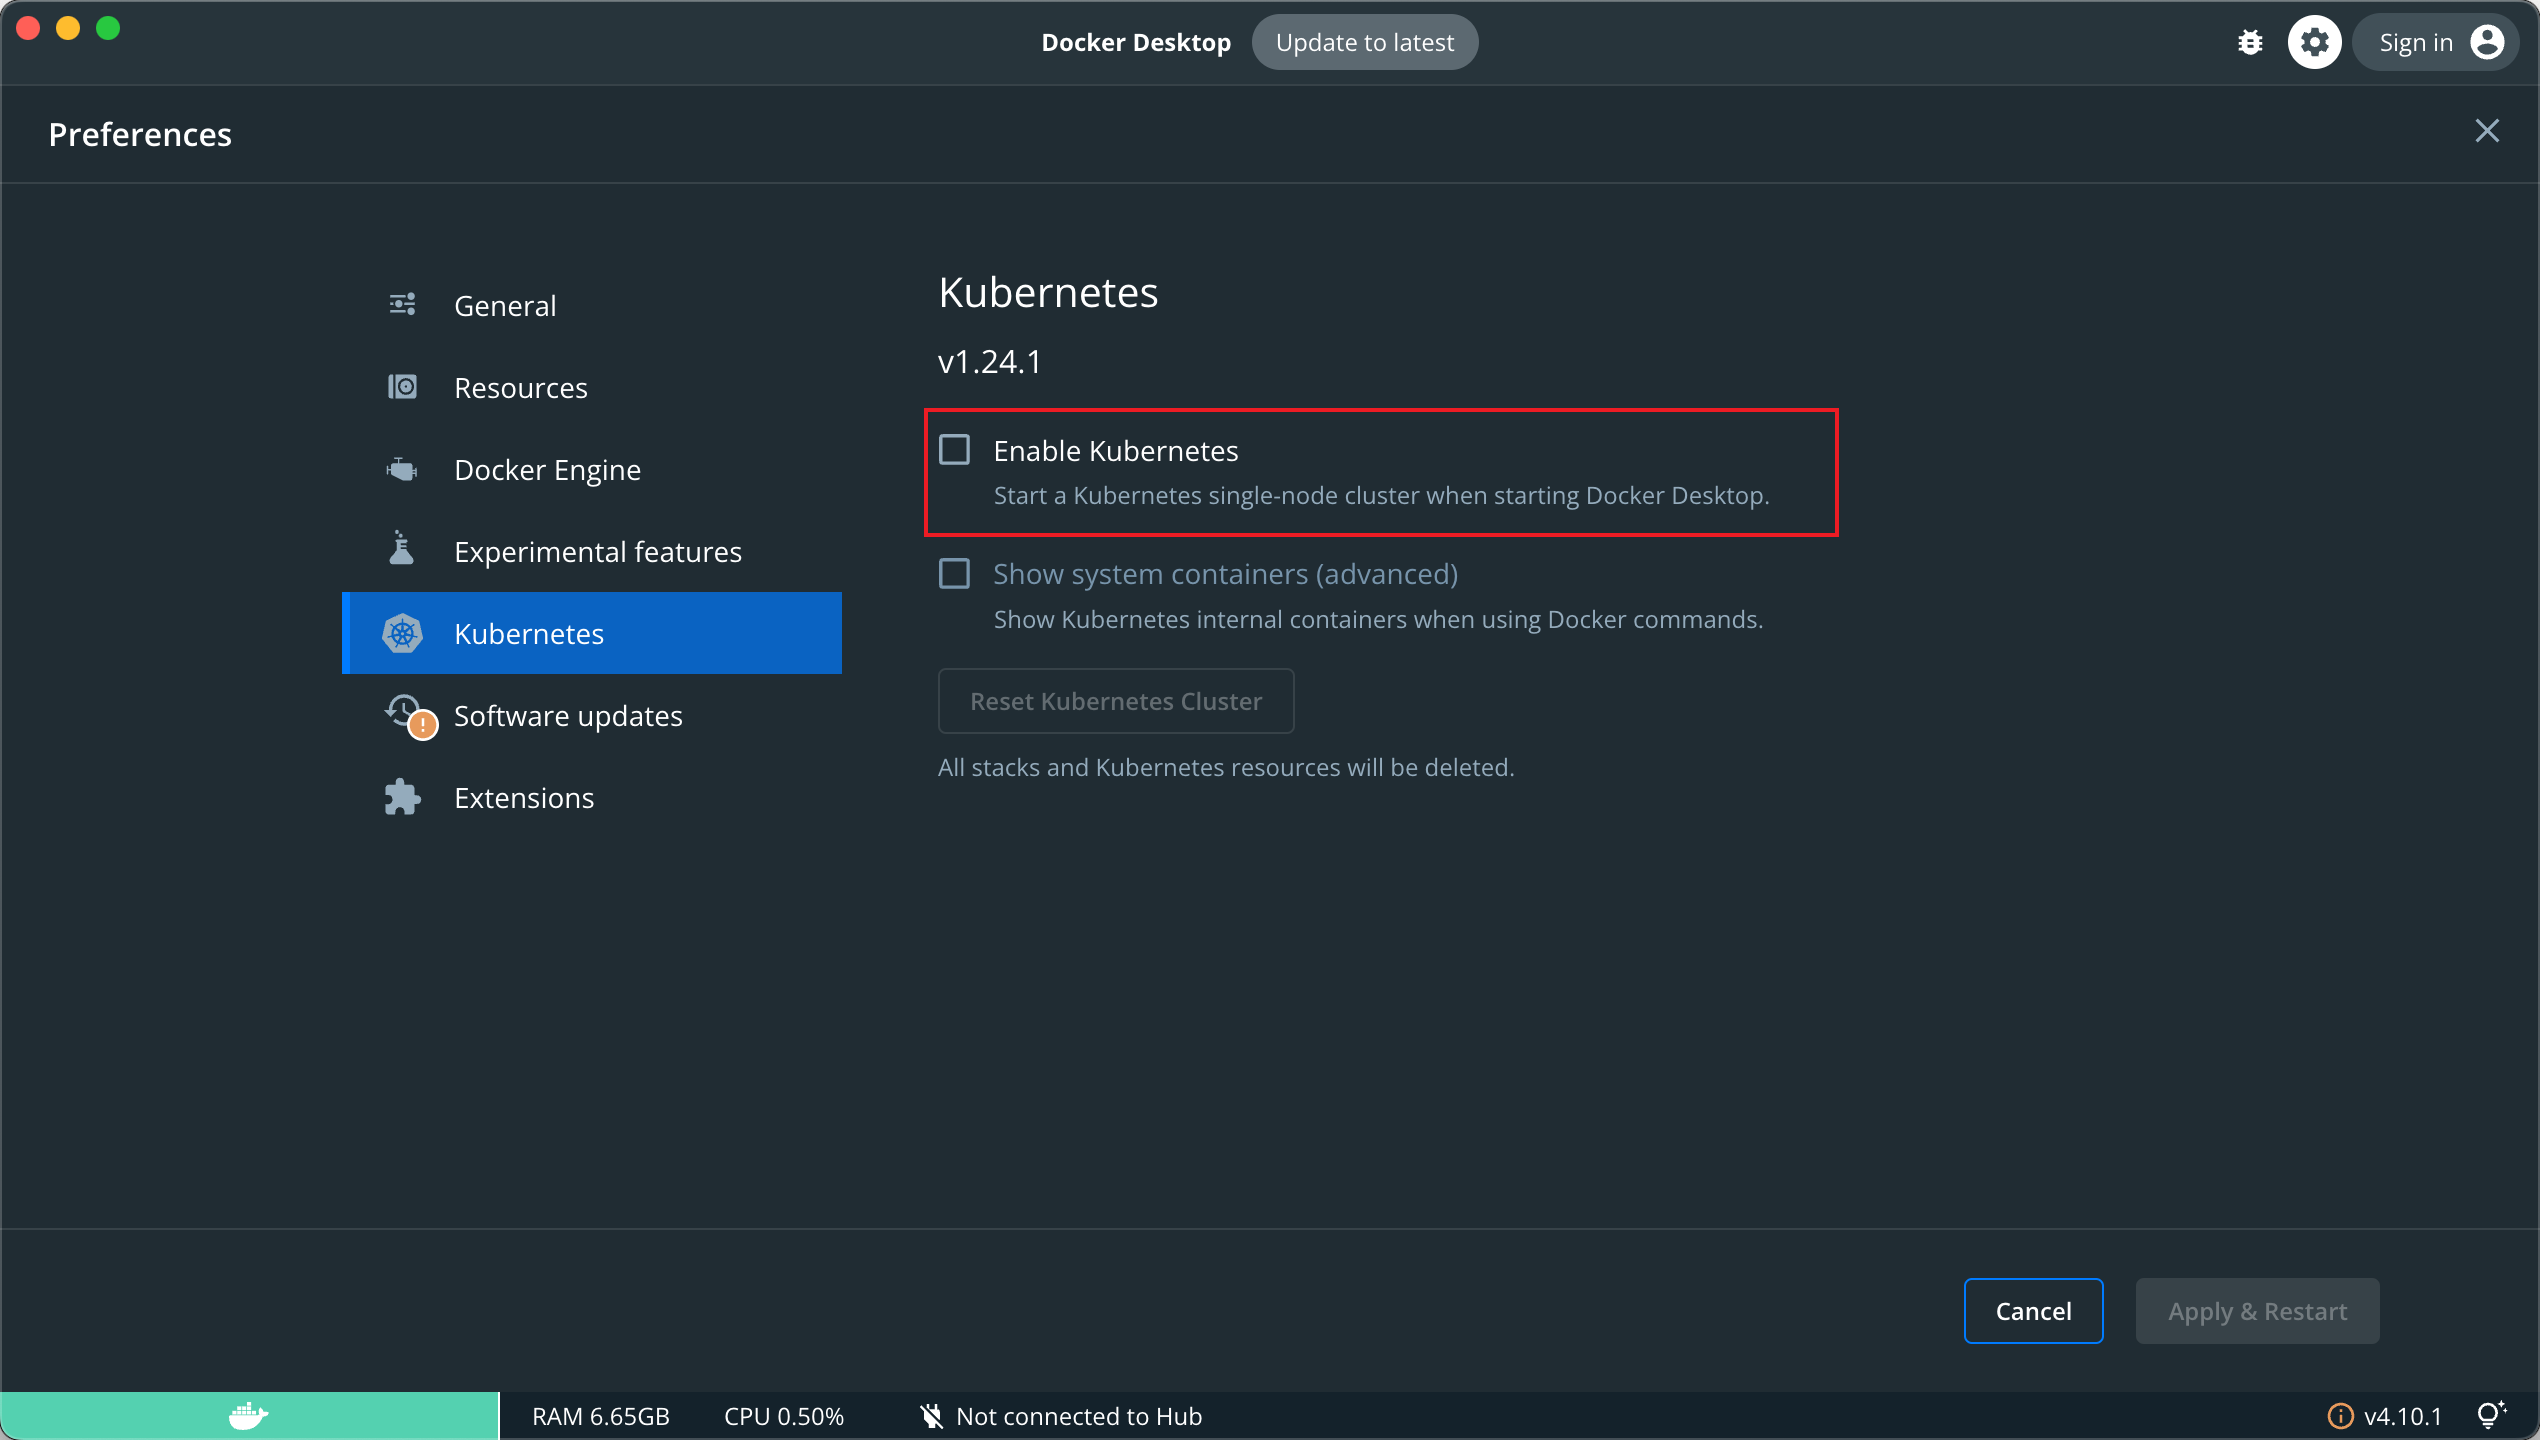 Docker Desktop
Update to latest
Sign in
Preferences
General
Resources
Docker Engine
Experimental features
Kubernetes
Software updates
Extensions
Kubernetes
v1.24.1
Enable Kubernetes
Start a Kubernetes single-node cluster when starting Docker Desktop.
Show system containers (advanced)
Show Kubernetes internal containers when using Docker commands.
Reset Kubernetes Cluster
All stacks and Kubernetes resources will be deleted.
Cancel
Apply & Restart
RAM 6.65GB
CPU 0.50%
Not connected to Hub
v4.10.1